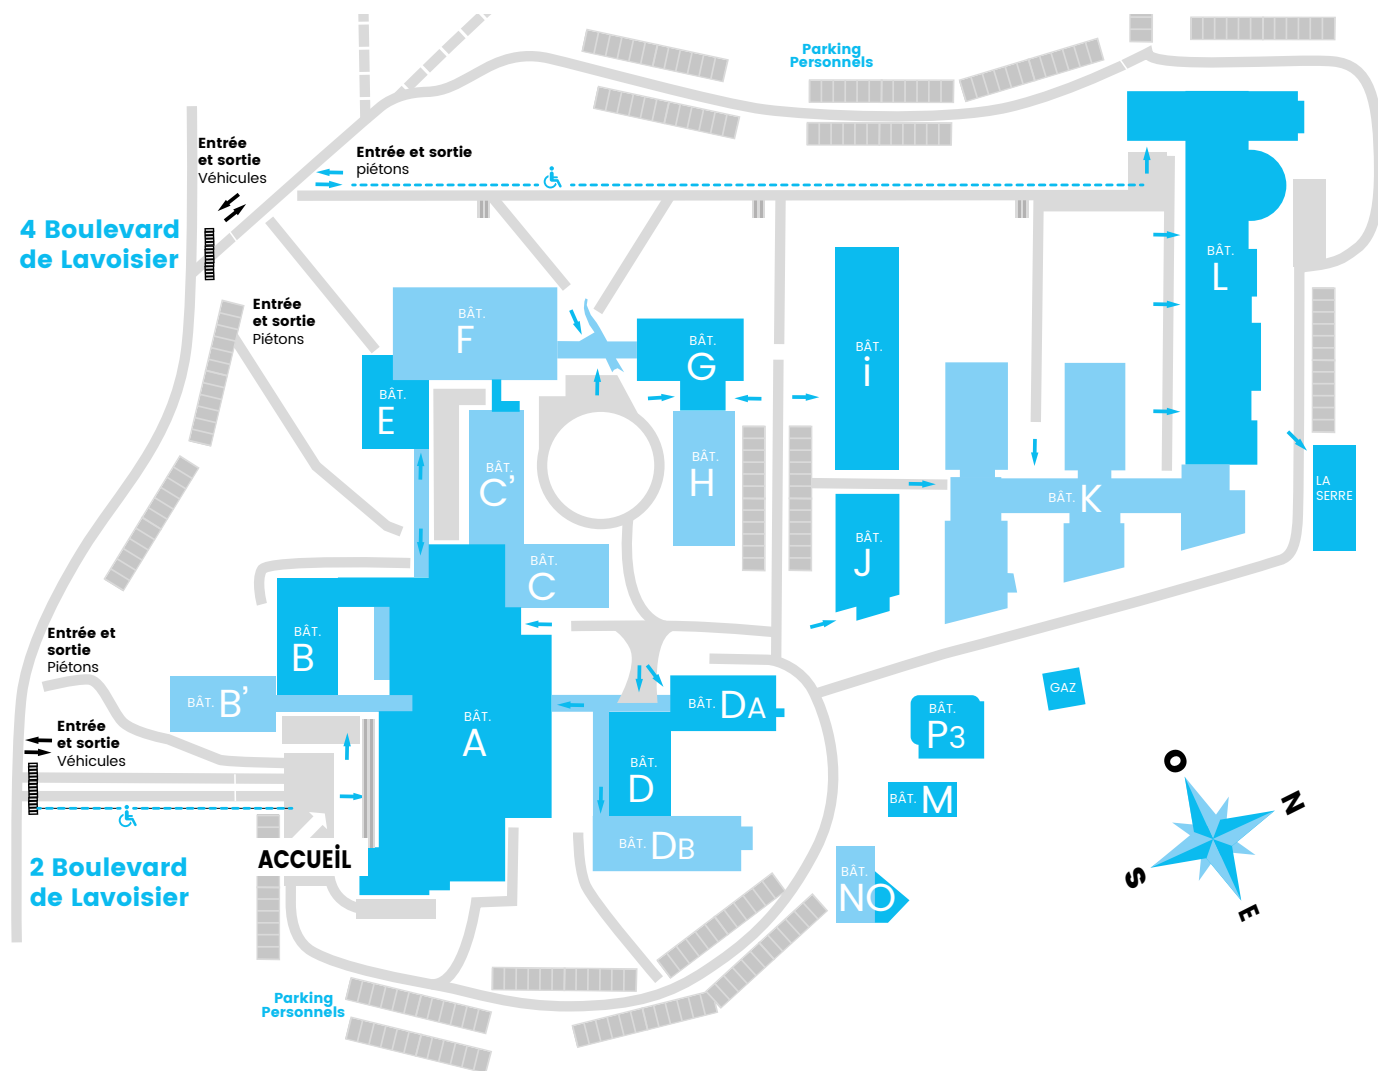 Parking
Personnels
Entrée
et sortie
Véhicules
Entrée et sortie
piétons
4 Boulevard
de Lavoisier
BÂT.
L
Entrée
et sortie
Piétons
BÂT.
F
BÂT.
G
BÂT.
i
BÂT.
E
BÂT.
C’
BÂT.
H
BÂT. K
LA
SERRE
BÂT.
J
BÂT.
C
Entrée et
sortie
Piétons
BÂT.
B
BÂT. B’
BÂT. DA
GAZ
BÂT.
A
BÂT.
P3
Entrée
et sortie
Véhicules
BÂT.
D
O
N
S
E
BÂT. M
BÂT. DB
ACCUEİL
2 Boulevard
de Lavoisier
BÂT.
NO
Parking
Personnels